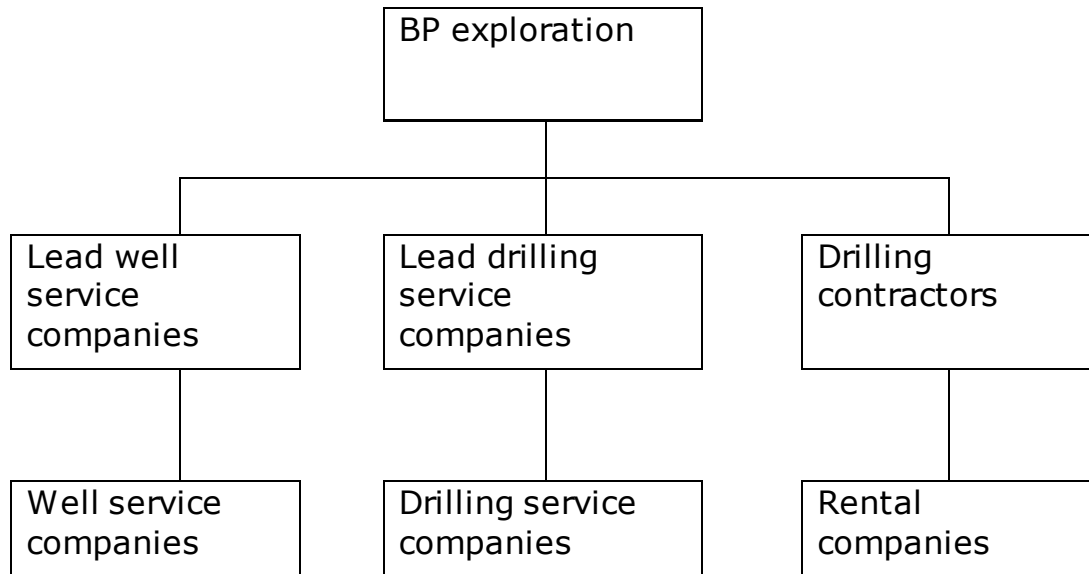 BP exploration
Lead well
service
companies
Lead drilling
service
companies
Drilling
contractors
Well service
companies
Drilling service
companies
Rental
companies